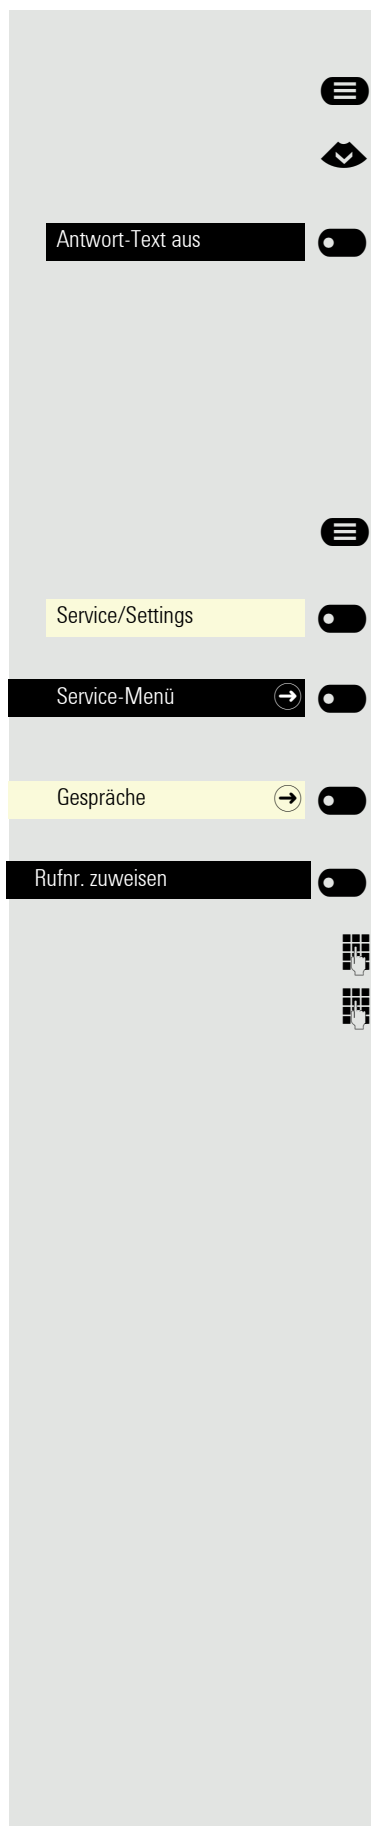 Antwort-Text aus
Service/Settings
Service-Menü
Gespräche
Rufnr. zuweisen